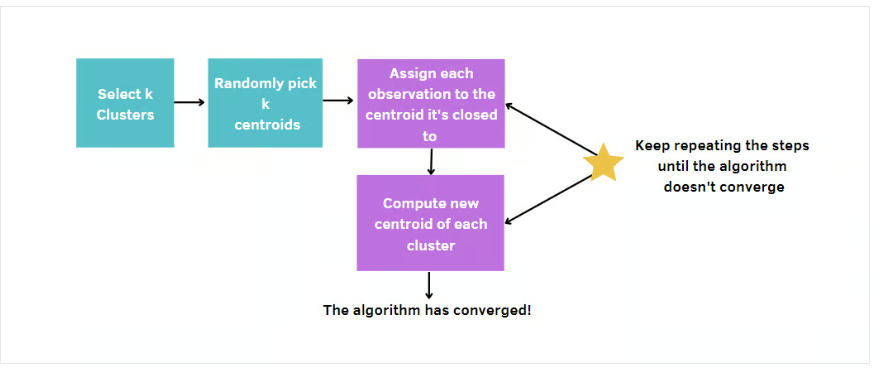 Select k
Clusters
Randomly pick
k
centroids
Assign each
observation to the
centroid it's closed
to
Keep repeating the steps
until the algorithm
doesn't converge
Compute new
centroid of each
cluster
The algorithm has converged!